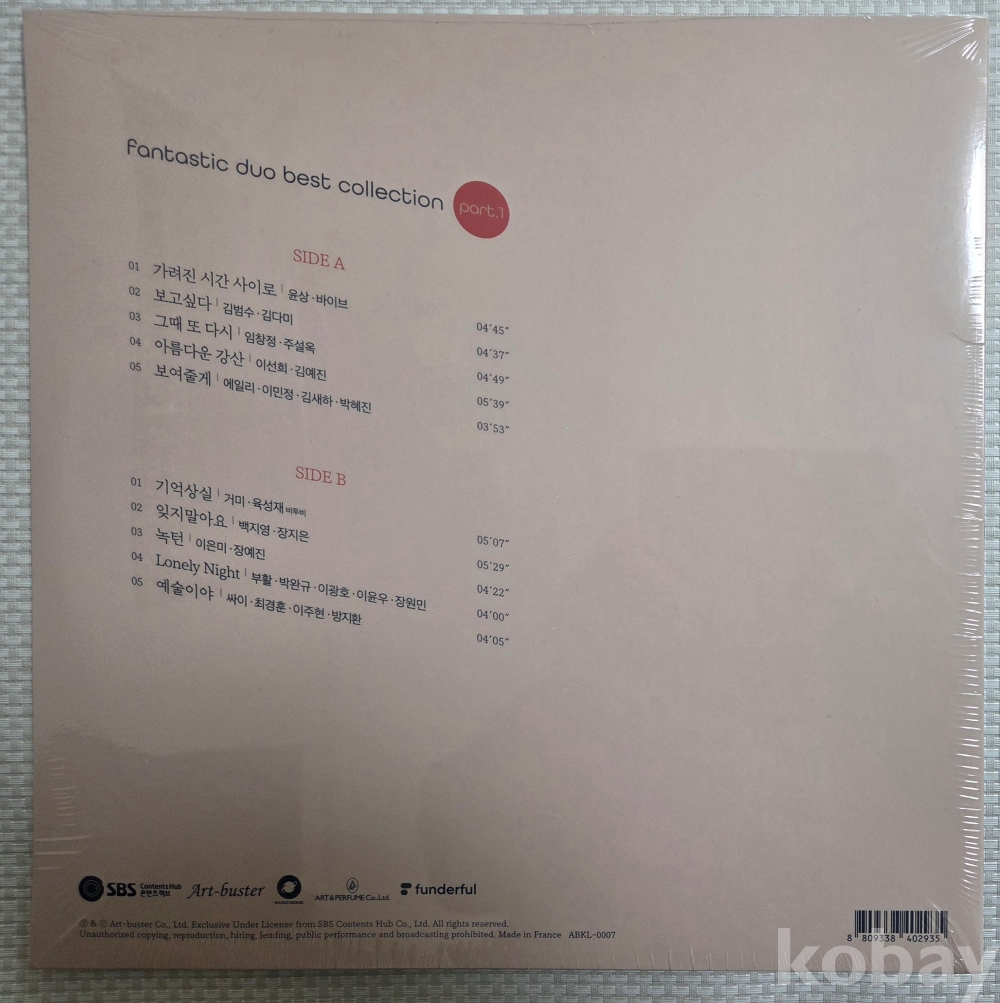 fantastic duo best collection part.1
SIDE A
01 가려진 시간 사이로 | 윤상·바이브 04'45"
02 보고싶다 | 김범수·김다미 04'37"
03 그때 또 다시 | 임창정·주설옥 04'49"
04 아름다운 강산 | 이선희·김예진 05'39"
05 보여줄게 | 에일리·이민정·김새하·박혜진 03'53"
SIDE B
01 기억상실 | 거미·육성재 비투비 05'07"
02 잊지말아요 | 백지영·장지은 05'29"
03 녹턴 | 이은미·장예진 04'22"
04 Lonely Night | 부활·박완규·이광호·이윤우·장원민 04'00"
05 예술이야 | 싸이·최경훈·이주현·방지환 04'05"
SBS Contents Hub 콘텐츠허브 Art-buster ART&PERFUME Co.,Ltd. funderful
℗ & © Art-buster Co., Ltd. Exclusive Under License from SBS Contents Hub Co., Ltd. All rights reserved.
Unauthorized copying, reproduction, hiring, lending, public performance and broadcasting prohibited. Made in France ABKL-0007
8 809338 402935
kobay